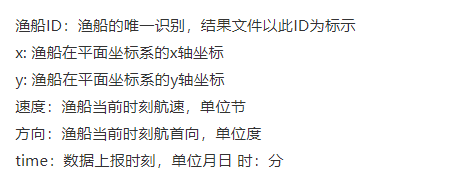 渔船ID：渔船的唯一识别，结果文件以此ID为标示
x: 渔船在平面坐标系的x轴坐标
y: 渔船在平面坐标系的y轴坐标
速度：渔船当前时刻航速，单位节
方向：渔船当前时刻航首向，单位度
time：数据上报时刻，单位月日 时：分